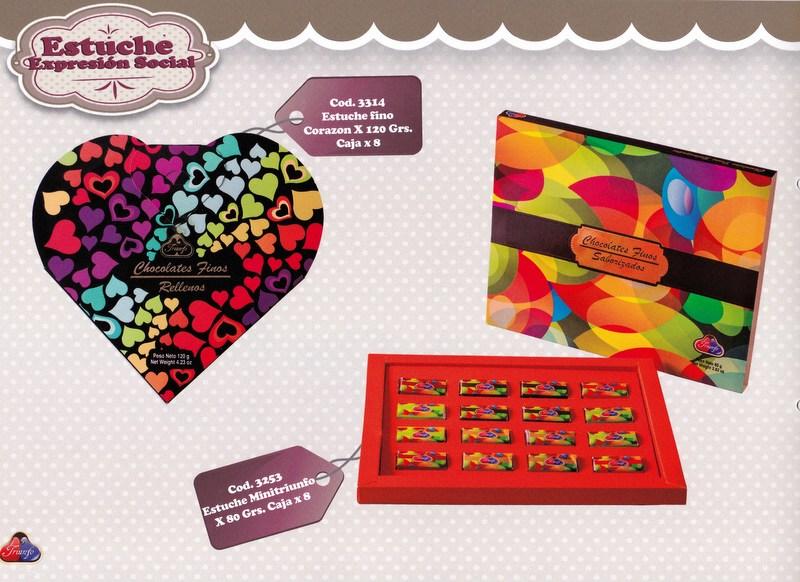 Estuche
Expresión Social
Cod. 3314
Estuche fino
Corazon X 120 Grs.
Caja x 8
Triunfo
Chocolates Finos
Rellenos
Peso Neto 120 g
Net Weight 4.23 oz
Chocolates Finos
Saborizados
Cod. 3253
Estuche Minitriunfo
X 80 Grs. Caja x 8
Triunfo